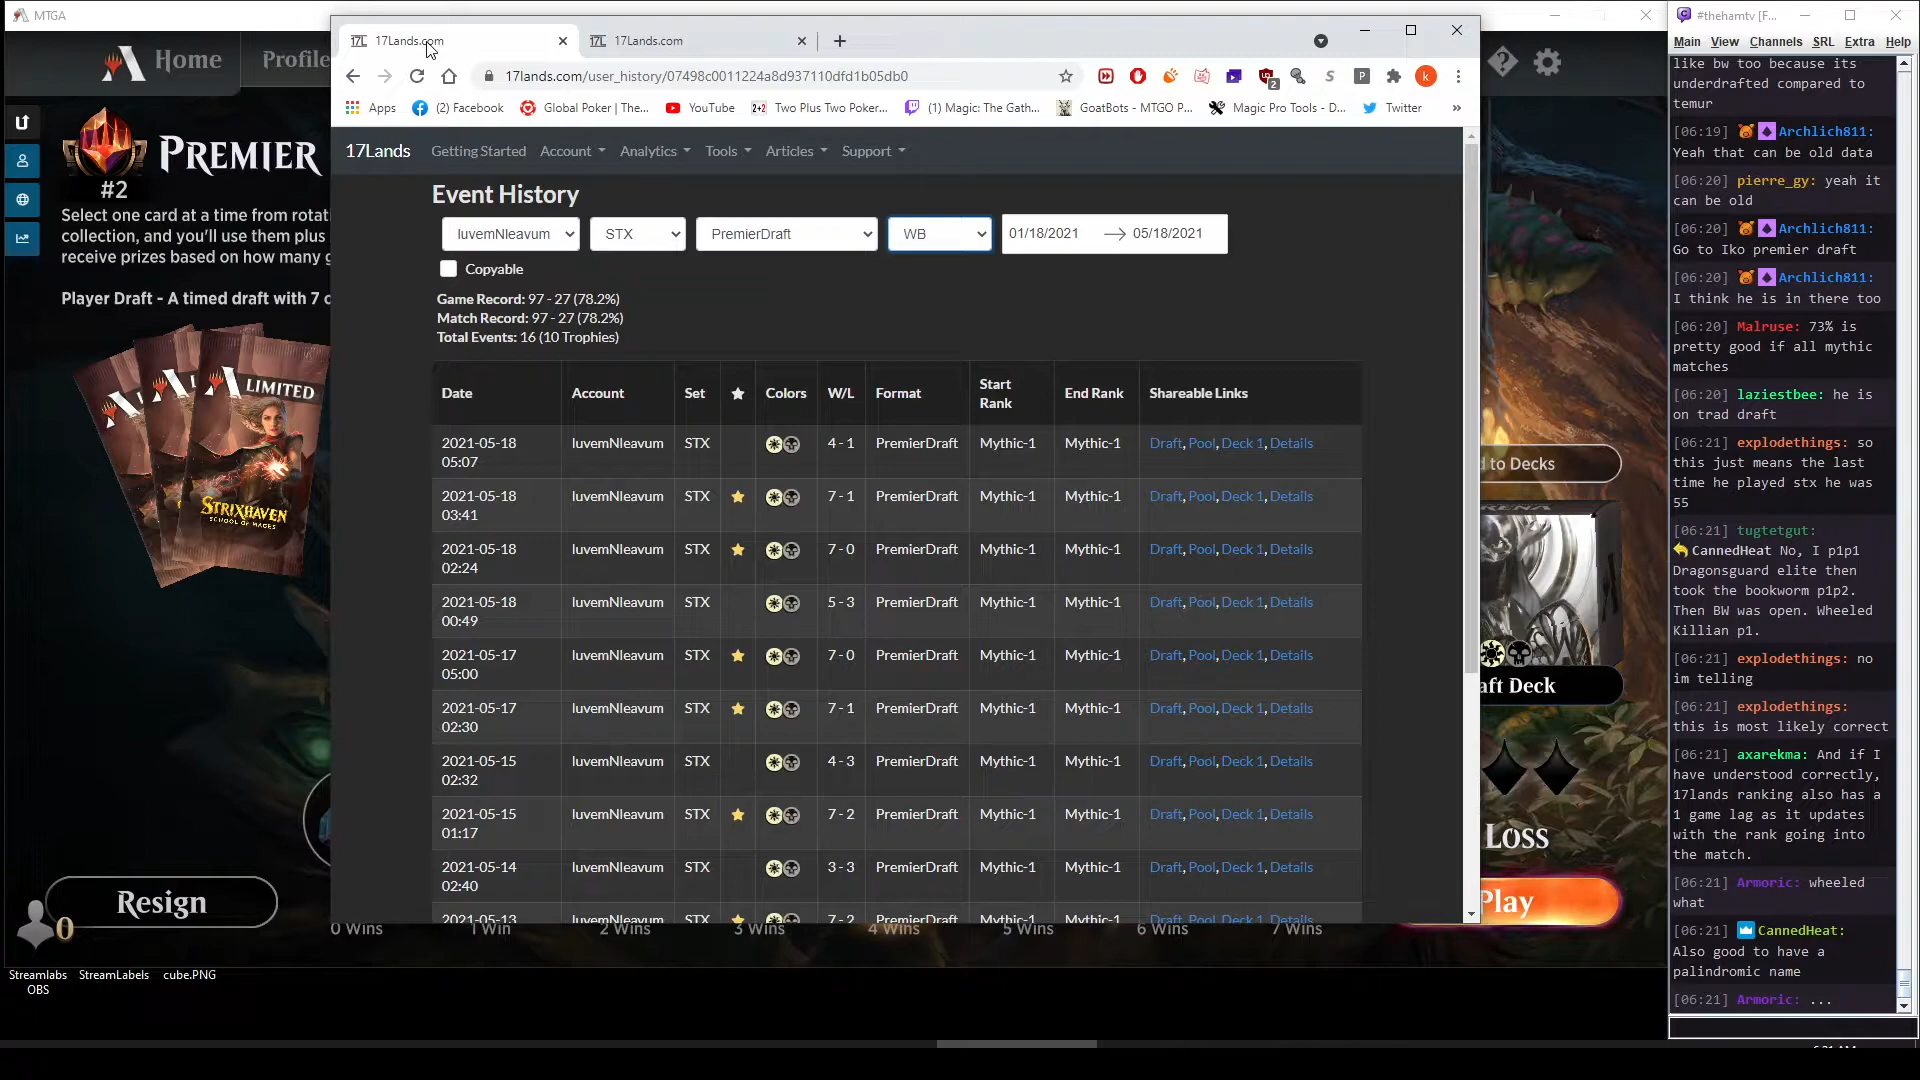 MTGA
Home
Profile
PREMIER
#2
Select one card at a time from rotati
collection, and you'll use them plus
receive prizes based on how many g
Player Draft - A timed draft with 7 c
LIMITED
STRIXHAVEN
SCHOOL OF MAGES
Resign
0
Streamlabs OBS
StreamLabels
cube.PNG
17Lands.com
17Lands.com
17lands.com/user_history/07498c0011224a8d937110dfd1b05db0
Apps
(2) Facebook
Global Poker | The...
YouTube
Two Plus Two Poker...
(1) Magic: The Gath...
GoatBots - MTGO P...
Magic Pro Tools - D...
Twitter
»
17Lands Getting Started Account Analytics Tools Articles Support
Event History
luvemNleavum STX PremierDraft WB 01/18/2021 05/18/2021
Copyable
Game Record: 97 - 27 (78.2%)
Match Record: 97 - 27 (78.2%)
Total Events: 16 (10 Trophies)
Date Account Set Colors W/L Format Start Rank End Rank Shareable Links
2021-05-18 05:07 luvemNleavum STX 4 - 1 PremierDraft Mythic-1 Mythic-1 Draft, Pool, Deck 1, Details
2021-05-18 03:41 luvemNleavum STX 7 - 1 PremierDraft Mythic-1 Mythic-1 Draft, Pool, Deck 1, Details
2021-05-18 02:24 luvemNleavum STX 7 - 0 PremierDraft Mythic-1 Mythic-1 Draft, Pool, Deck 1, Details
2021-05-18 00:49 luvemNleavum STX 5 - 3 PremierDraft Mythic-1 Mythic-1 Draft, Pool, Deck 1, Details
2021-05-17 05:00 luvemNleavum STX 7 - 0 PremierDraft Mythic-1 Mythic-1 Draft, Pool, Deck 1, Details
2021-05-17 02:30 luvemNleavum STX 7 - 1 PremierDraft Mythic-1 Mythic-1 Draft, Pool, Deck 1, Details
2021-05-15 02:32 luvemNleavum STX 4 - 3 PremierDraft Mythic-1 Mythic-1 Draft, Pool, Deck 1, Details
2021-05-15 01:17 luvemNleavum STX 7 - 2 PremierDraft Mythic-1 Mythic-1 Draft, Pool, Deck 1, Details
2021-05-14 02:40 luvemNleavum STX 3 - 3 PremierDraft Mythic-1 Mythic-1 Draft, Pool, Deck 1, Details
2021-05-13 luvemNleavum STX 7 - 2 PremierDraft Mythic-1 Mythic-1 Draft, Pool, Deck 1, Details
0 Wins 1 Win 2 Wins 3 Wins 4 Wins 5 Wins 6 Wins 7 Wins
to Decks
aft Deck
Loss
Play
#thehamtv [F...
Main View Channels SRL Extra Help
like bw too because its
underdrafted compared to
temur
[06:19] Archlich811:
Yeah that can be old data
[06:20] pierre_gy: yeah it
can be old
[06:20] Archlich811:
Go to Iko premier draft
[06:20] Archlich811:
I think he is in there too
[06:20] Malruse: 73% is
pretty good if all mythic
matches
[06:20] laziestbee: he is
on trad draft
[06:21] explodethings: so
this just means the last
time he played stx he was
55
[06:21] tugtetgut:
CannedHeat No, I p1p1
Dragonsguard elite then
took the bookworm p1p2.
Then BW was open. Wheeled
Killian p1.
[06:21] explodethings: no
im telling
[06:21] explodethings:
this is most likely correct
[06:21] axarekma: And if I
have understood correctly,
17lands ranking also has a
1 game lag as it updates
with the rank going into
the match.
[06:21] Armoric: wheeled
what
[06:21] CannedHeat:
Also good to have a
palindromic name
[06:21] Armoric: ...